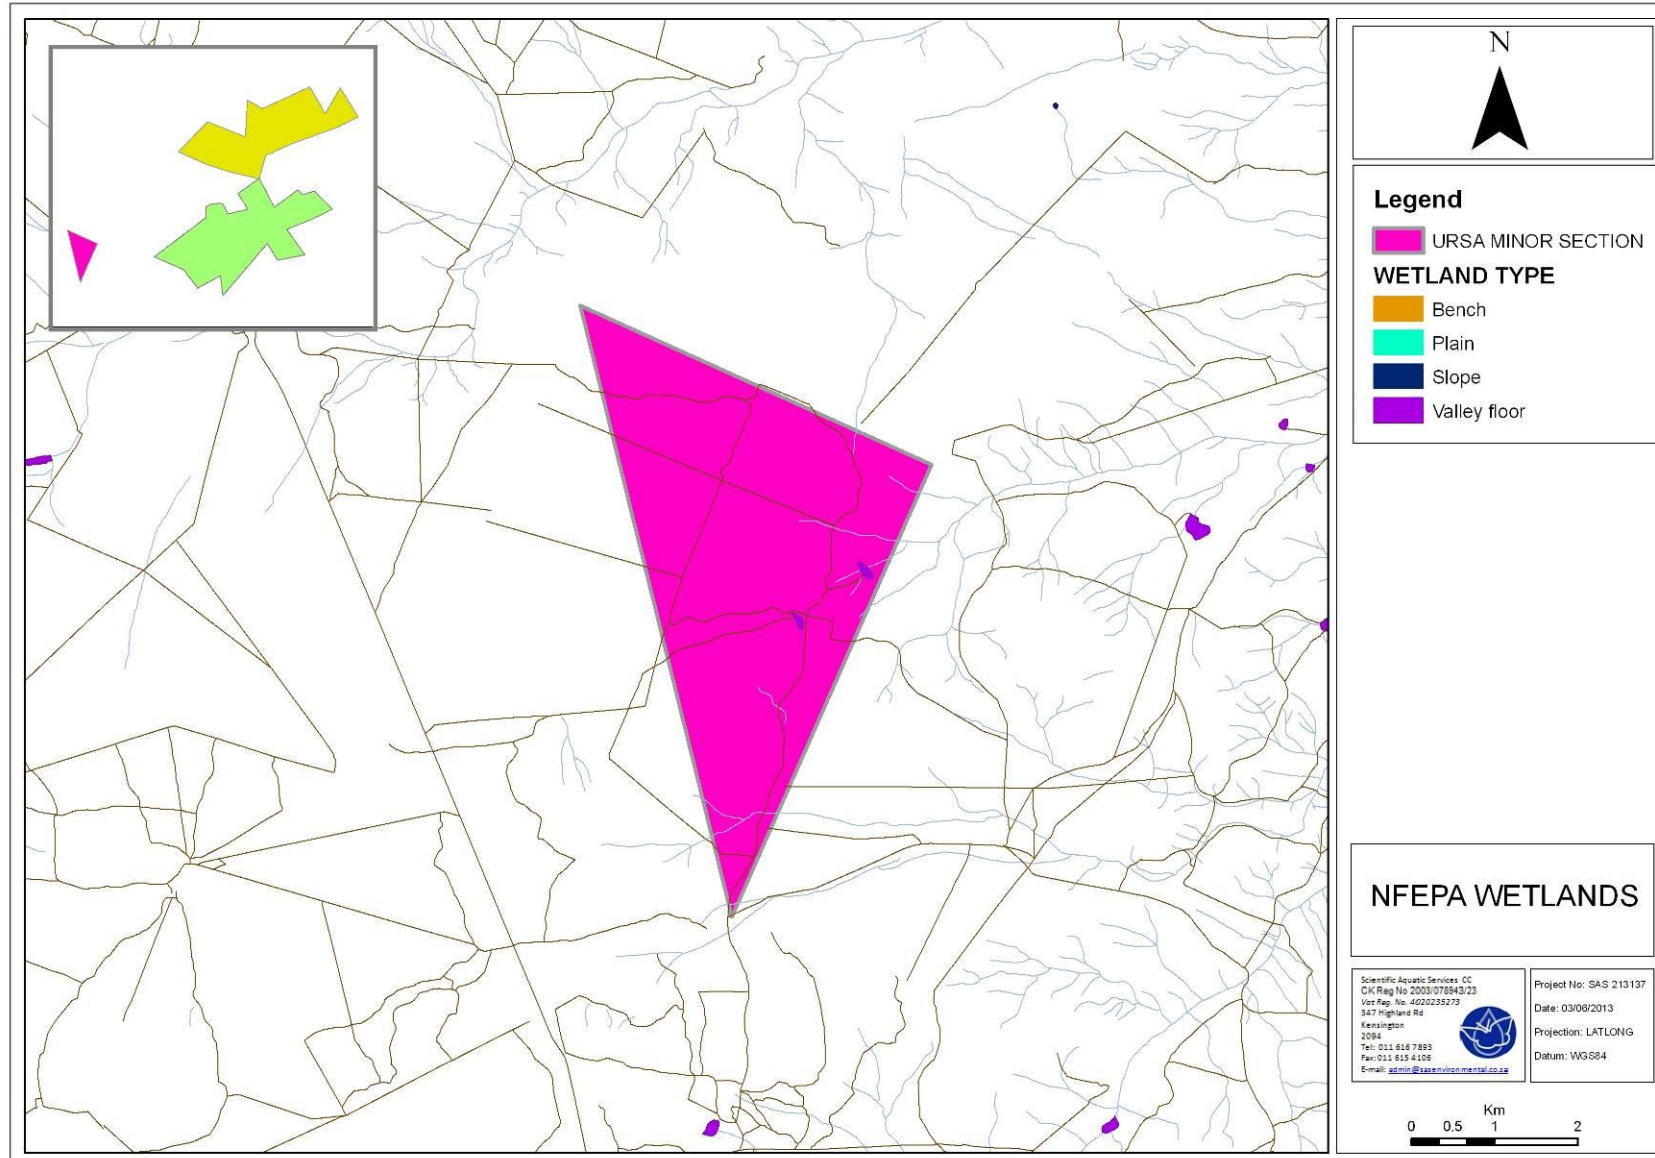 N
Legend
URSA MINOR SECTION
WETLAND TYPE
Bench
Plain
Slope
Valley floor
NFEPA WETLANDS
Scientific Aquatic Services CC
CK Reg No 2003/078943/23
Vat Reg. No. 4020235273
347 Highland Rd
Kensington
2094
Tel: 011 616 7893
Fax: 011 615 4106
E-mail: admin@sasenvironmental.co.za
Project No: SAS 213137
Date: 03/06/2013
Projection: LATLONG
Datum: WGS84
Km
0 0.5 1 2